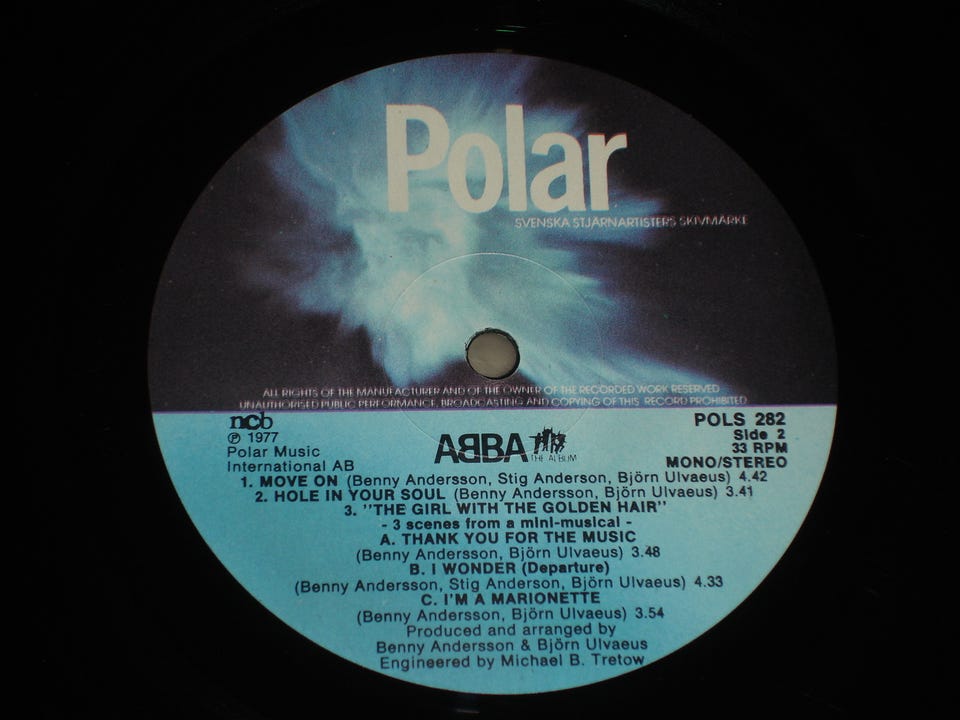 Polar
SVENSKA STJÄRNARTISTERS SKIVMÄRKE
ALL RIGHTS OF THE MANUFACTURER AND OF THE OWNER OF THE RECORDED WORK RESERVED
UNAUTHORISED PUBLIC PERFORMANCE, BROADCASTING AND COPYING OF THIS RECORD PROHIBITED
ncb
℗ 1977
Polar Music
International AB
ABBA THE ALBUM
POLS 282
Side 2
33 RPM
MONO/STEREO
1. MOVE ON (Benny Andersson, Stig Anderson, Björn Ulvaeus) 4.42
2. HOLE IN YOUR SOUL (Benny Andersson, Björn Ulvaeus) 3.41
3. ''THE GIRL WITH THE GOLDEN HAIR''
- 3 scenes from a mini-musical -
A. THANK YOU FOR THE MUSIC
(Benny Andersson, Björn Ulvaeus) 3.48
B. I WONDER (Departure)
(Benny Andersson, Stig Anderson, Björn Ulvaeus) 4.33
C. I'M A MARIONETTE
(Benny Andersson, Björn Ulvaeus) 3.54
Produced and arranged by
Benny Andersson & Björn Ulvaeus
Engineered by Michael B. Tretow